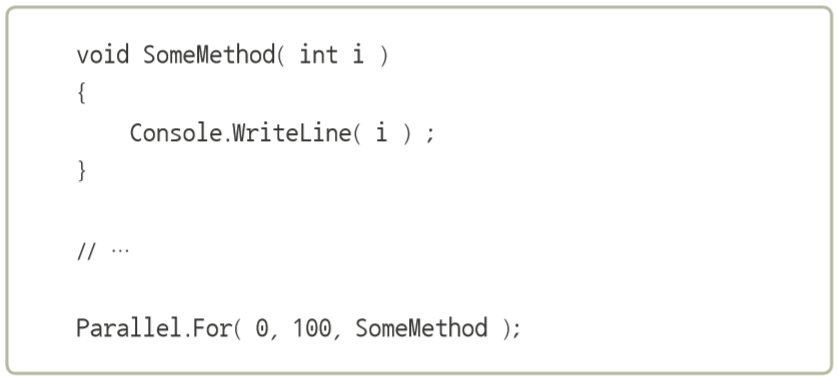 void SomeMethod( int i )
{
    Console.WriteLine( i ) ;
}
// …
Parallel.For( 0, 100, SomeMethod );